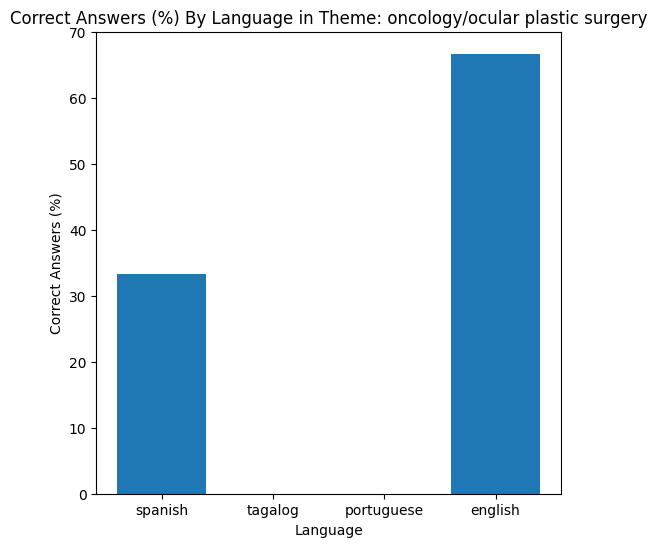 Correct Answers (%) By Language in Theme: oncology/ocular plastic surgery
70
60
50
40
30
20
10
0
Correct Answers (%)
spanish tagalog portuguese english
Language